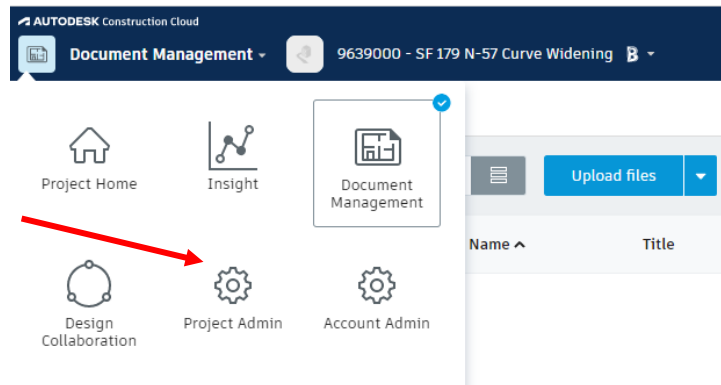 AUTODESK Construction Cloud
Document Management
9639000 - SF 179 N-57 Curve Widening B
Project Home
Insight
Document
Management
Upload files
Name
Title
Design
Collaboration
Project Admin
Account Admin